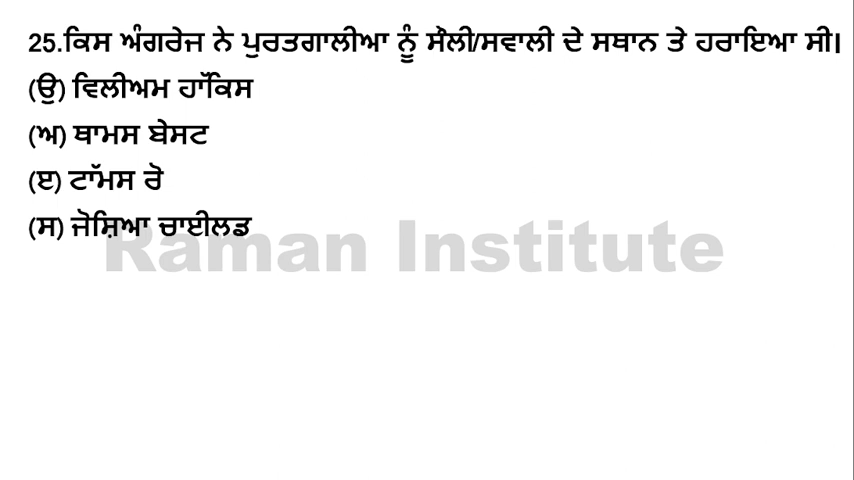 25.ਕਿਸ ਅੰਗਰੇਜ ਨੇ ਪੁਰਤਗਾਲੀਆ ਨੂੰ ਸੌਲੀ/ਸਵਾਲੀ ਦੇ ਸਥਾਨ ਤੇ ਹਰਾਇਆ ਸੀ।
(ੳ) ਵਿਲੀਅਮ ਹਾੱਕਿਸ
(ਅ) ਥਾਮਸ ਬੇਸਟ
(ੲ) ਟਾੱਮਸ ਰੋ
(ਸ) ਜੋਸ਼ਿਆ ਚਾਈਲਡ
Raman Institute